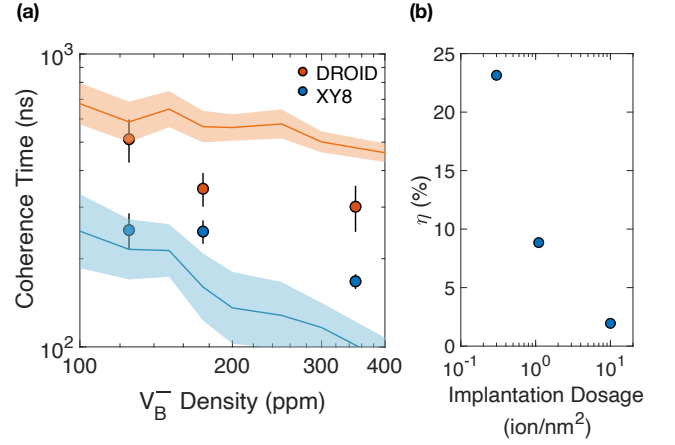 (a)
10³
DROID
XY8
Coherence Time (ns)
10²
100
200
300
400
V_B⁻ Density (ppm)
(b)
25
20
15
10
5
0
η (%)
10⁻¹
10⁰
10¹
Implantation Dosage
(ion/nm²)